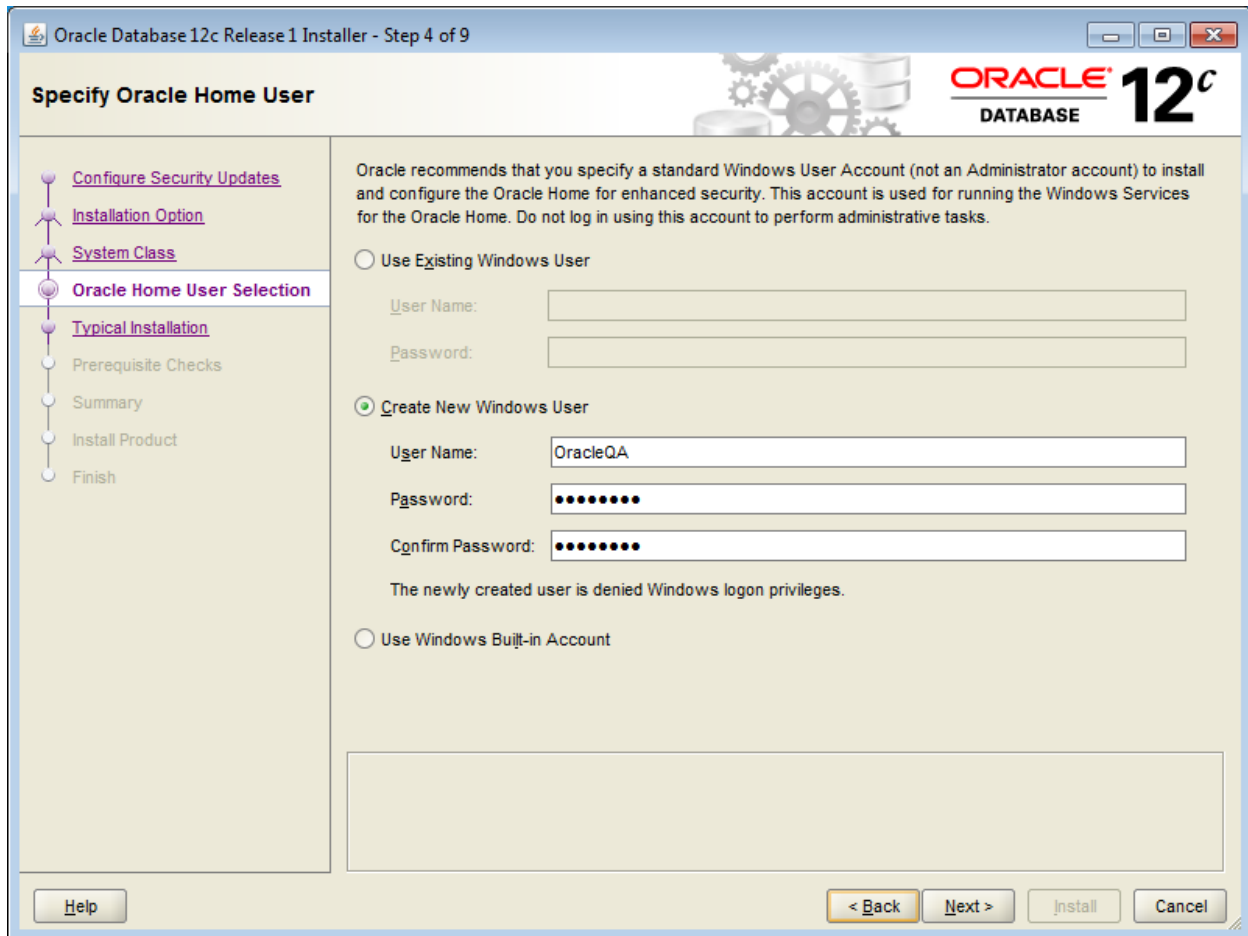 Oracle Database 12c Release 1 Installer - Step 4 of 9
Specify Oracle Home User
ORACLE®
DATABASE
12c
Configure Security Updates
Installation Option
System Class
Oracle Home User Selection
Typical Installation
Prerequisite Checks
Summary
Install Product
Finish
Oracle recommends that you specify a standard Windows User Account (not an Administrator account) to install
and configure the Oracle Home for enhanced security. This account is used for running the Windows Services
for the Oracle Home. Do not log in using this account to perform administrative tasks.
Use Existing Windows User
User Name:
Password:
Create New Windows User
User Name: OracleQA
Password: ●●●●●●●●
Confirm Password: ●●●●●●●●
The newly created user is denied Windows logon privileges.
Use Windows Built-in Account
Help
< Back
Next >
Install
Cancel